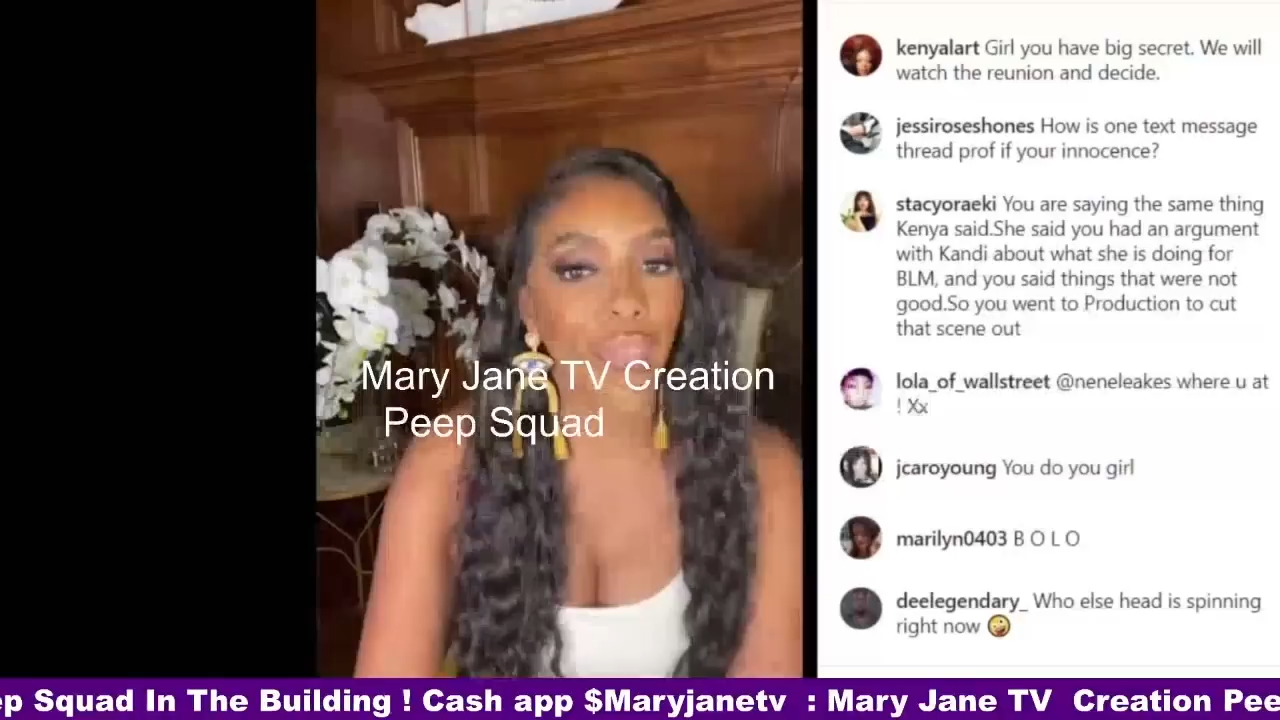 kenyalart Girl you have big secret. We will
watch the reunion and decide.
jessiroseshones How is one text message
thread prof if your innocence?
stacyoraeki You are saying the same thing
Kenya said.She said you had an argument
with Kandi about what she is doing for
BLM, and you said things that were not
good.So you went to Production to cut
that scene out
Mary Jane TV Creation
Peep Squad
lola_of_wallstreet @neneleakes where u at
! Xx
jcaroyoung You do you girl
marilyn0403 B O L O
deelegendary_ Who else head is spinning
right now 🤪
ep Squad In The Building ! Cash app $Maryjanetv : Mary Jane TV Creation Pee